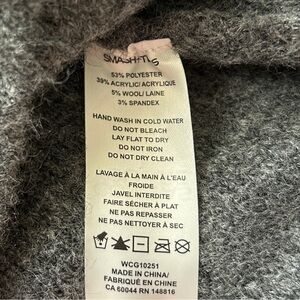 53% POLYESTER
39% ACRYLIC/ ACRYLIQUE
5% WOOL/ LAINE
3% SPANDEX
HAND WASH IN COLD WATER
DO NOT BLEACH
LAY FLAT TO DRY
DO NOT IRON
DO NOT DRY CLEAN
LAVAGE À LA MAIN À L'EAU
FROIDE
JAVEL INTERDITE
FAIRE SÉCHER À PLAT
NE PAS REPASSER
NE PAS NETTOYER À SEC
WCG10251
MADE IN CHINA/
FABRIQUÉ EN CHINE
CA 60044 RN 148816